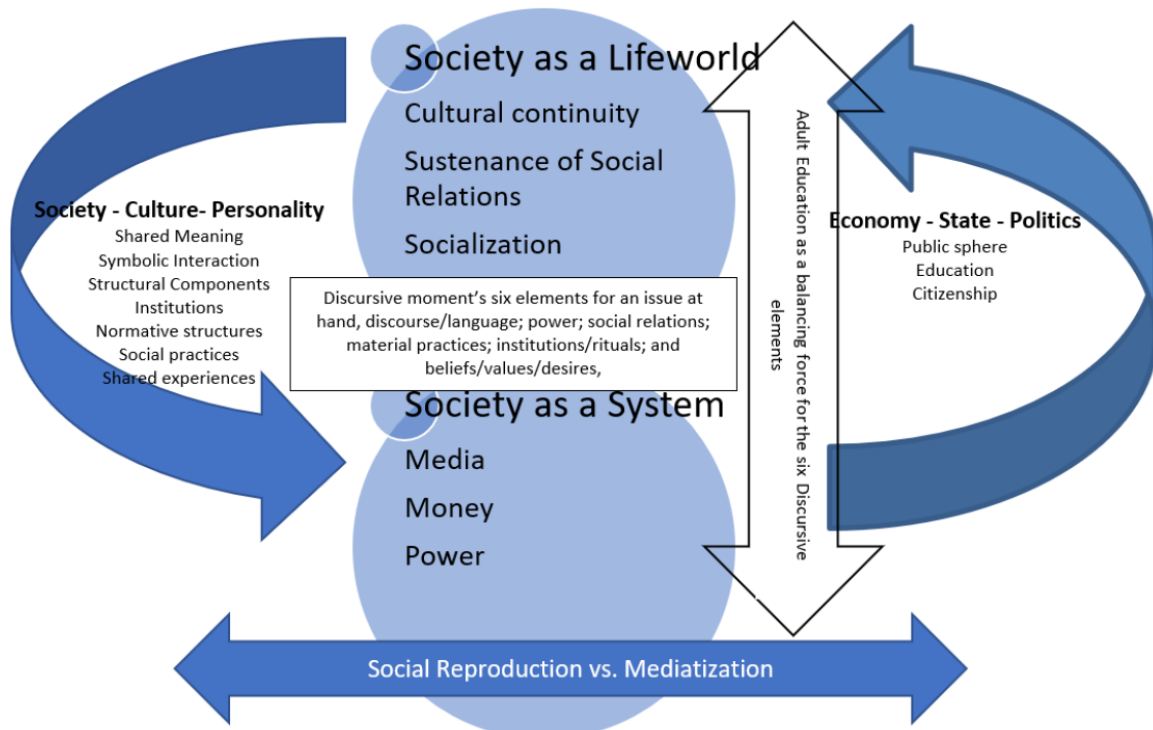 Society as a Lifeworld
Cultural continuity
Sustenance of Social
Relations
Socialization
Society - Culture- Personality
Shared Meaning
Symbolic Interaction
Structural Components
Institutions
Normative structures
Social practices
Shared experiences
Discursive moment’s six elements for an issue at
hand, discourse/language; power; social relations;
material practices; institutions/rituals; and
beliefs/values/desires,
Society as a System
Media
Money
Power
Adult Education as a balancing force for the six Discursive
elements
Economy - State - Politics
Public sphere
Education
Citizenship
Social Reproduction vs. Mediatization